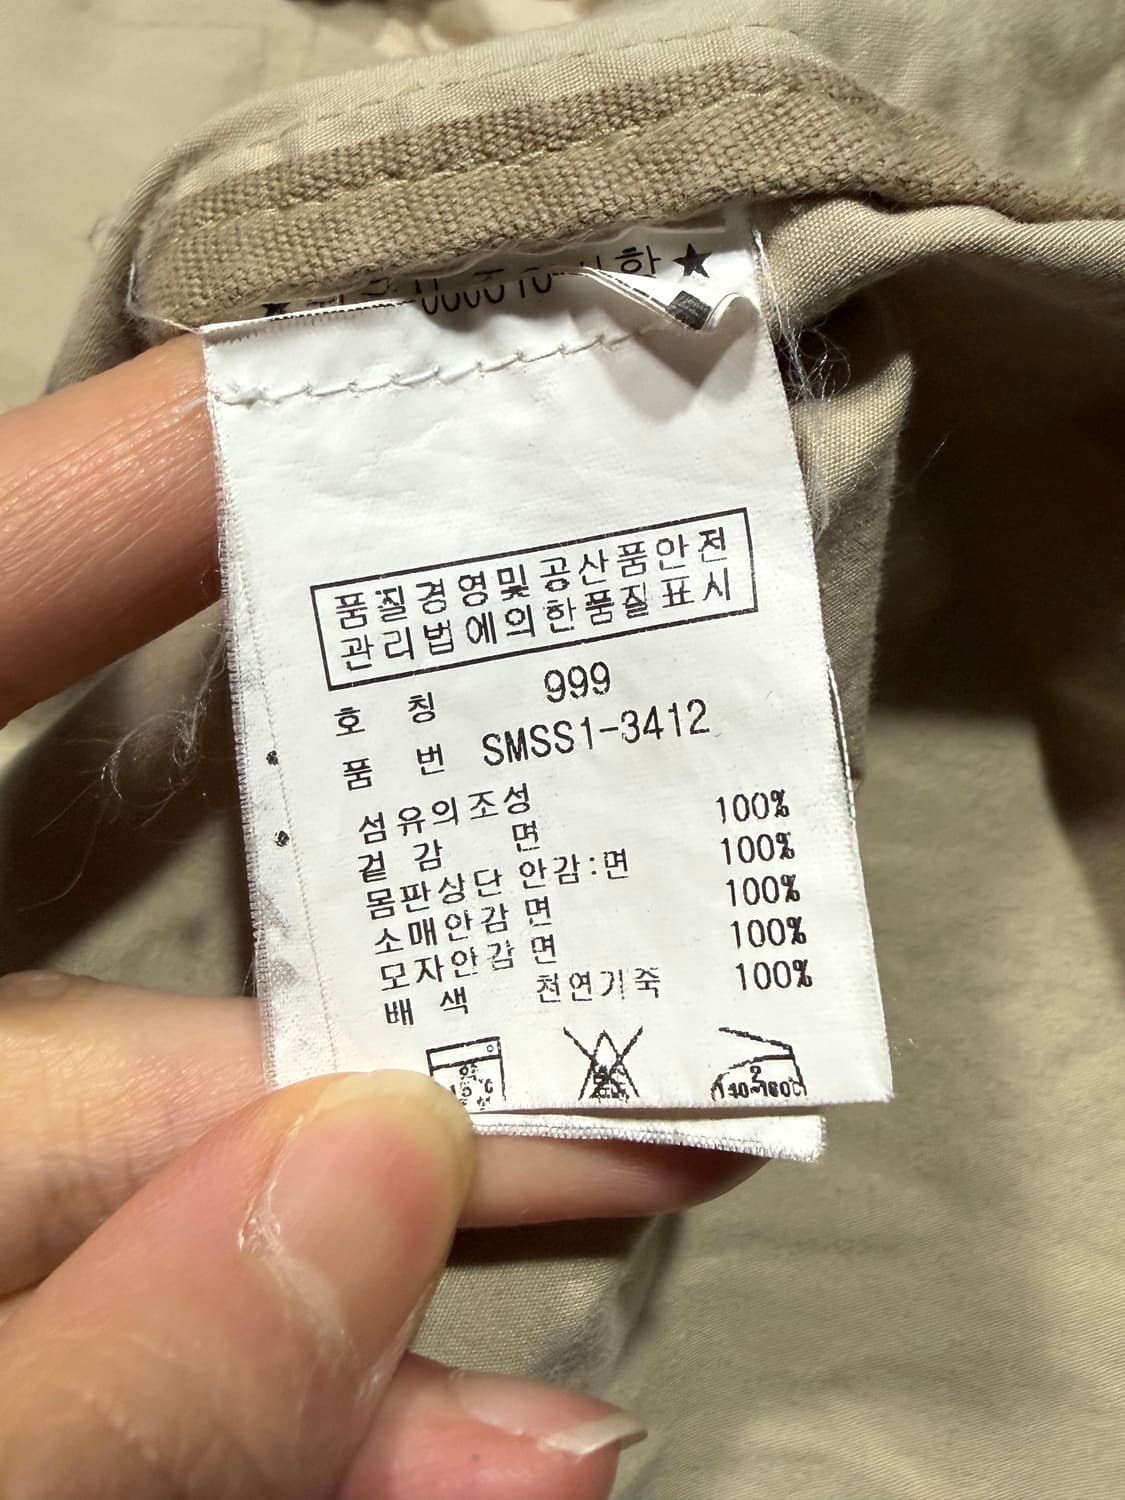 품질경영및공산품안전
관리법에의한품질표시
호 칭 999
품 번 SMSS1-3412
섬유의조성
겉 감 면 100%
몸판상단 안감:면 100%
소매안감 면 100%
모자안감 면 100%
배 색 천연가죽 100%